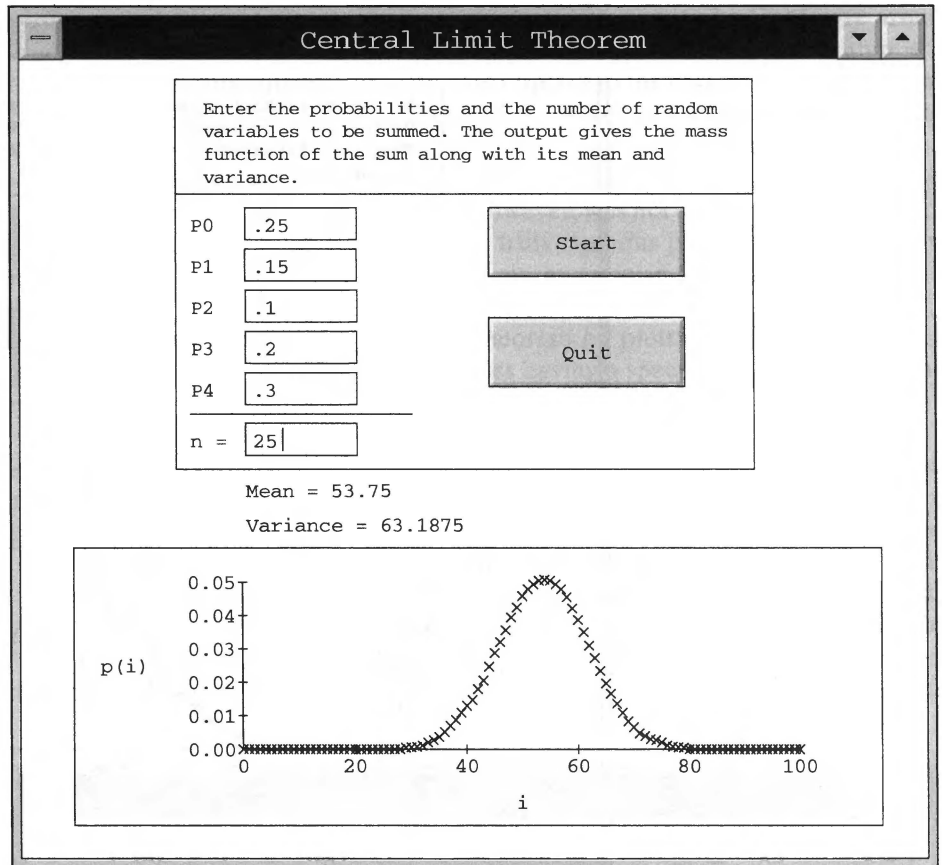 Central Limit Theorem
Enter the probabilities and the number of random
variables to be summed. The output gives the mass
function of the sum along with its mean and
variance.
P0 .25
P1 .15
P2 .1
P3 .2
P4 .3
n = 25
Start
Quit
Mean = 53.75
Variance = 63.1875
0.05
0.04
0.03
p(i)
0.02
0.01
0.00
0 20 40 60 80 100
i